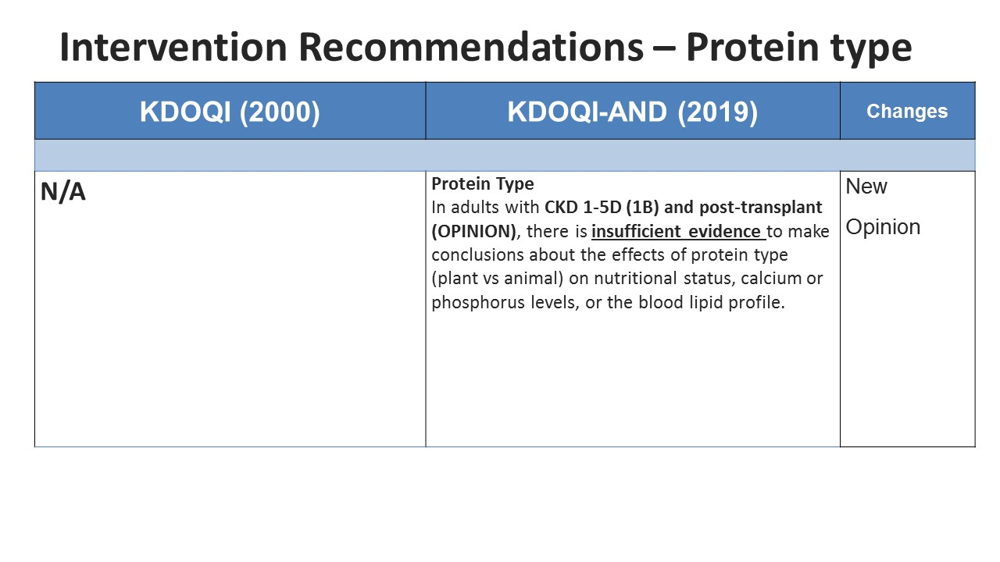 Intervention Recommendations – Protein type
KDOQI (2000)
KDOQI-AND (2019)
Changes
N/A
Protein Type
In adults with CKD 1-5D (1B) and post-transplant
(OPINION), there is insufficient evidence to make
conclusions about the effects of protein type
(plant vs animal) on nutritional status, calcium or
phosphorus levels, or the blood lipid profile.
New
Opinion